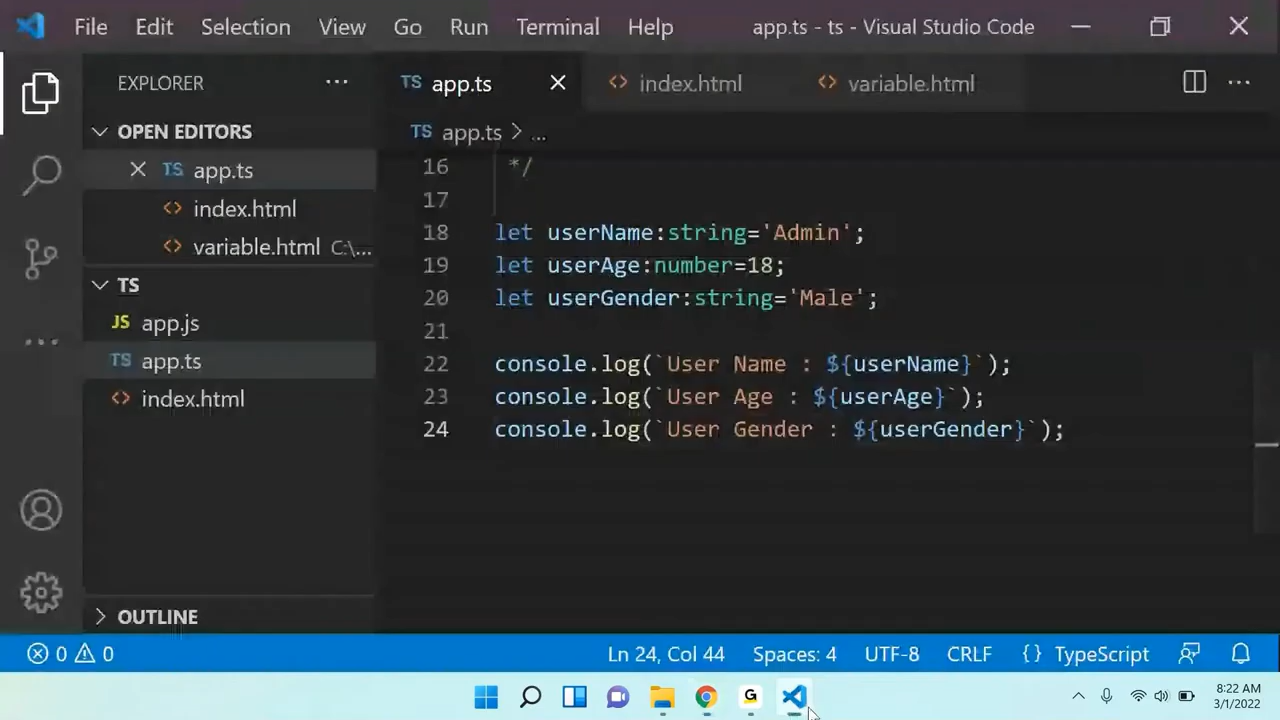 File Edit Selection View Go Run Terminal Help app.ts - ts - Visual Studio Code
EXPLORER ...
OPEN EDITORS
TS app.ts
<> index.html
<> variable.html C:\...
TS
JS app.js
TS app.ts
<> index.html
OUTLINE
TS app.ts <> index.html <> variable.html ...
TS app.ts > ...
16 */
17
18 let userName:string='Admin';
19 let userAge:number=18;
20 let userGender:string='Male';
21
22 console.log(`User Name : ${userName}`);
23 console.log(`User Age : ${userAge}`);
24 console.log(`User Gender : ${userGender}`);
0 0 Ln 24, Col 44 Spaces: 4 UTF-8 CRLF {} TypeScript
G
8:22 AM
3/1/2022